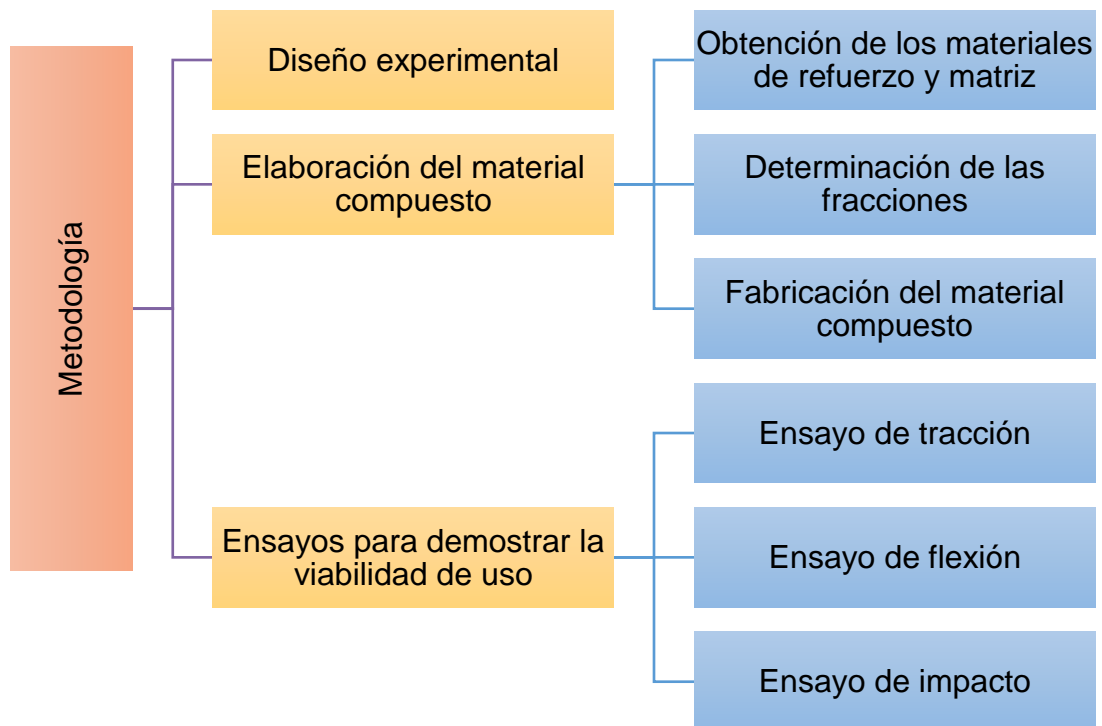 Metodología
Diseño experimental
Elaboración del material
compuesto
Obtención de los materiales
de refuerzo y matriz
Determinación de las
fracciones
Fabricación del material
compuesto
Ensayos para demostrar la
viabilidad de uso
Ensayo de tracción
Ensayo de flexión
Ensayo de impacto